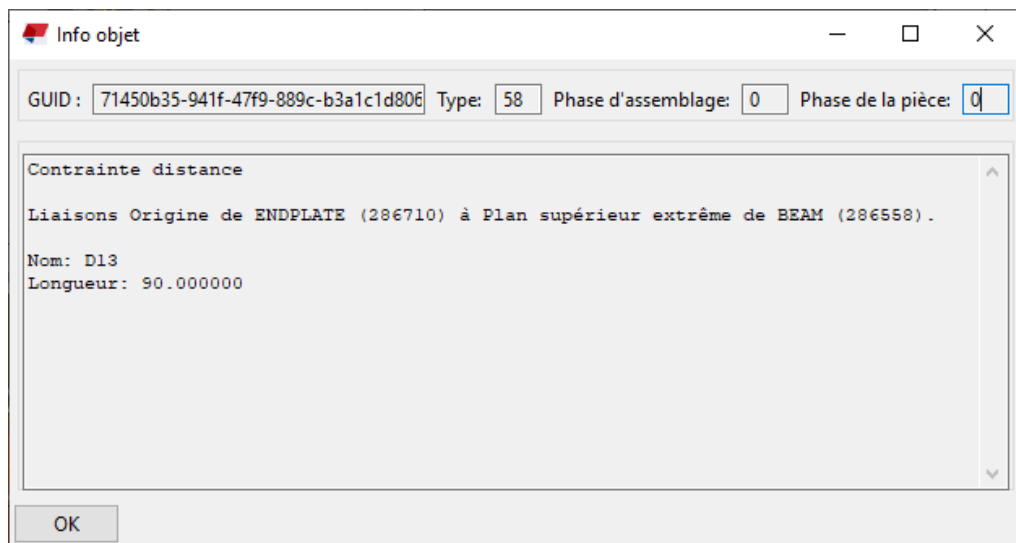 Info objet
GUID : 71450b35-941f-47f9-889c-b3a1c1d806 Type: 58 Phase d'assemblage: 0 Phase de la pièce: 0
Contrainte distance
Liaisons Origine de ENDPLATE (286710) à Plan supérieur extrême de BEAM (286558).
Nom: D13
Longueur: 90.000000
OK